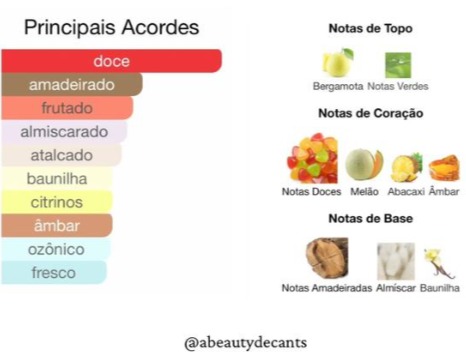 Principais Acordes
doce
amadeirado
frutado
almiscarado
atalcado
baunilha
citrinos
âmbar
ozônico
fresco
Notas de Topo
Bergamota Notas Verdes
Notas de Coração
Notas Doces Melão Abacaxi Âmbar
Notas de Base
Notas Amadeiradas Almíscar Baunilha
@abeautydecants